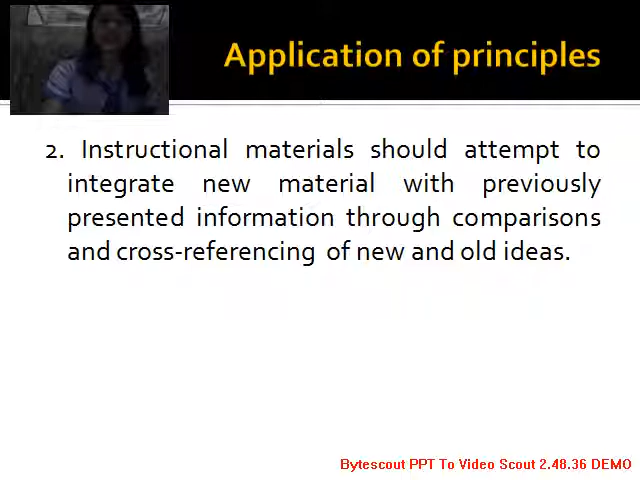 Application of principles
2. Instructional materials should attempt to
integrate new material with previously
presented information through comparisons
and cross-referencing of new and old ideas.
Bytescout PPT To Video Scout 2.48.36 DEMO